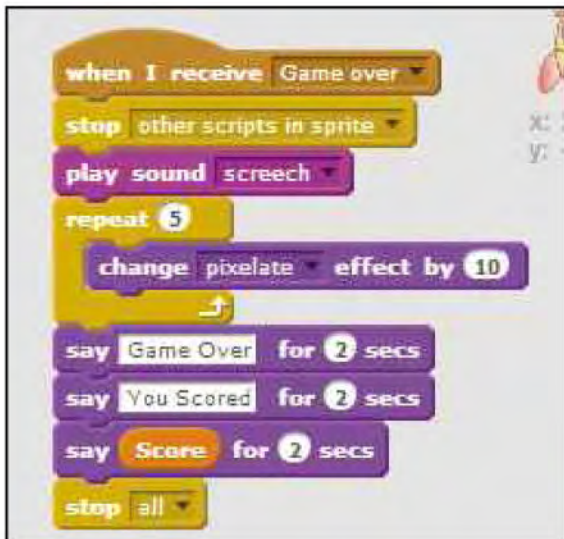 when I receive Game over
stop other scripts in sprite
x:
play sound screech
y:
repeat 5
change pixelate effect by 10
say Game Over for 2 secs
say You Scored for 2 secs
say Score for 2 secs
stop all